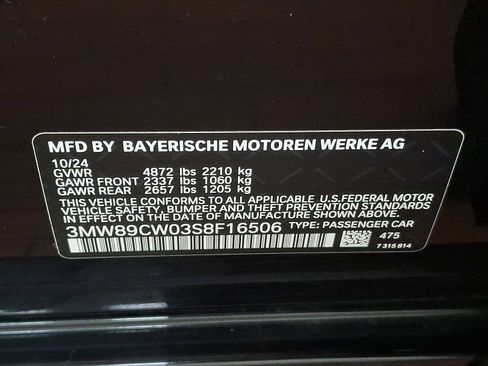 MFD BY BAYERISCHE MOTOREN WERKE AG
10/24
GVWR 4872 lbs 2210 kg
GAWR FRONT 2337 lbs 1060 kg
GAWR REAR 2657 lbs 1205 kg
THIS VEHICLE CONFORMS TO ALL APPLICABLE U.S.FEDERAL MOTOR
VEHICLE SAFETY, BUMPER AND THEFT PREVENTION STANDARDS
IN EFFECT ON THE DATE OF MANUFACTURE SHOWN ABOVE.
3MW89CW03S8F16506 TYPE: PASSENGER CAR
475
7 315 814